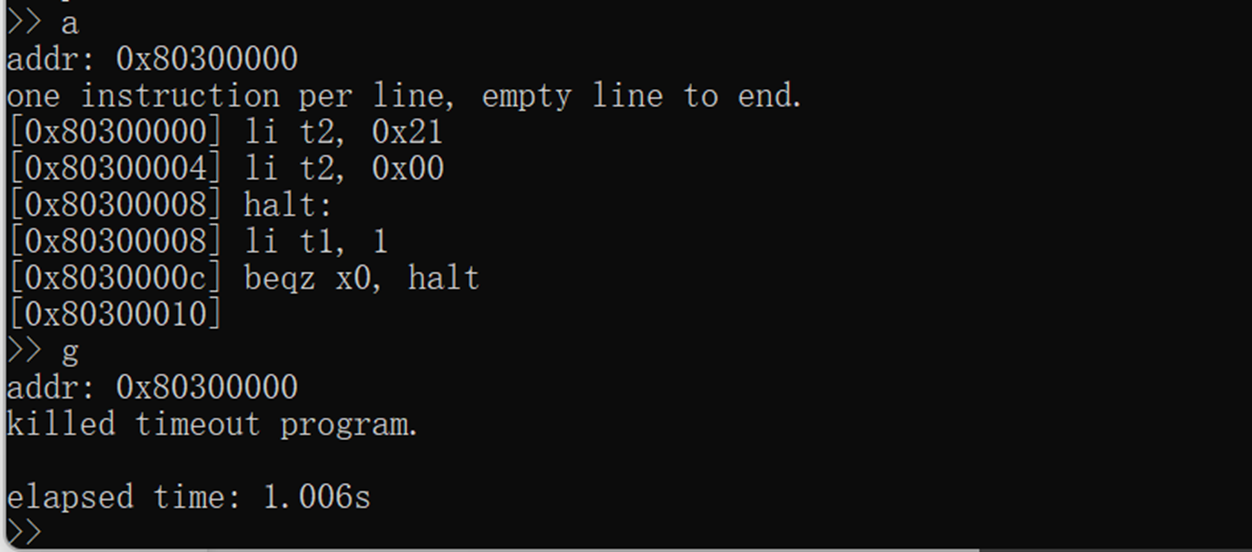 >> a
addr: 0x80300000
one instruction per line, empty line to end.
[0x80300000] li t2, 0x21
[0x80300004] li t2, 0x00
[0x80300008] halt:
[0x80300008] li t1, 1
[0x8030000c] beqz x0, halt
[0x80300010]
>> g
addr: 0x80300000
killed timeout program.
elapsed time: 1.006s
>>